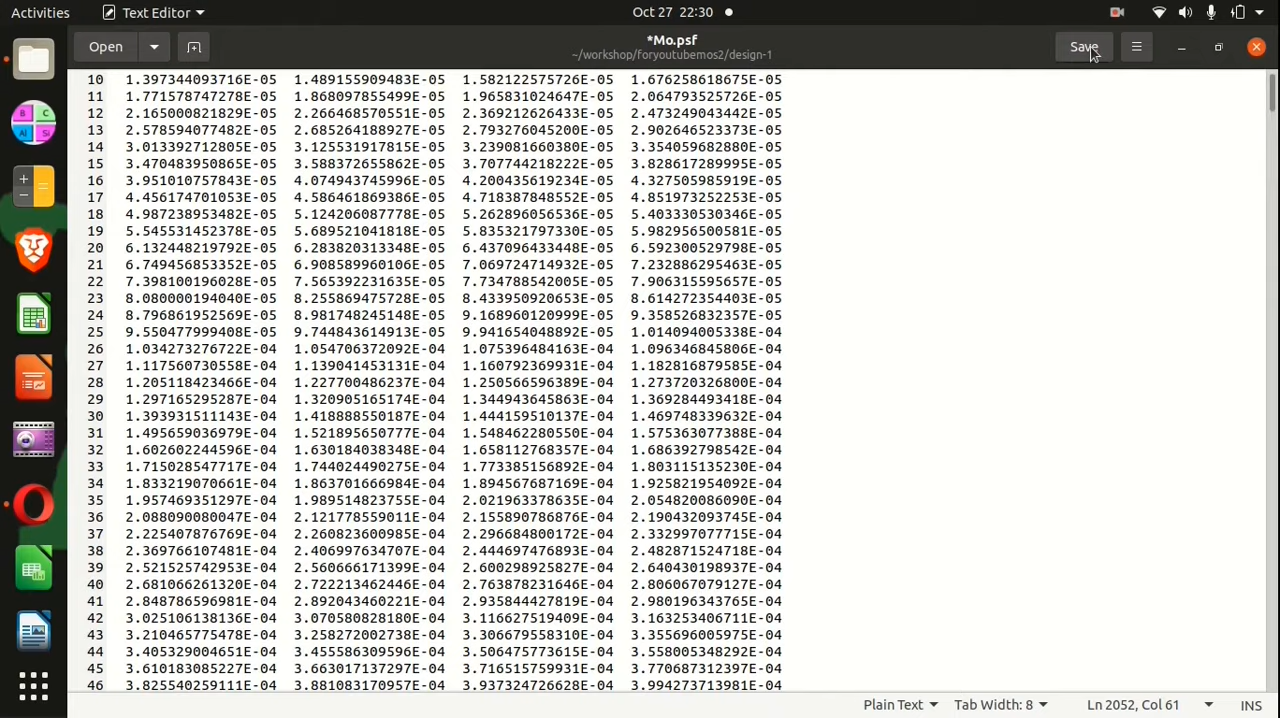 Activities Text Editor Oct 27 22:30
Open *Mo.psf Save
~/workshop/foryoutubemos2/design-1
10 1.397344093716E-05 1.489155909483E-05 1.582122575726E-05 1.676258618675E-05
11 1.771578747278E-05 1.868097855499E-05 1.965831024647E-05 2.064793525726E-05
12 2.165000821829E-05 2.266468570551E-05 2.369212626433E-05 2.473249043442E-05
13 2.578594077482E-05 2.685264188927E-05 2.793276045200E-05 2.902646523373E-05
14 3.013392712805E-05 3.125531917815E-05 3.239081660380E-05 3.354059682880E-05
15 3.470483950865E-05 3.588372655862E-05 3.707744218222E-05 3.828617289995E-05
16 3.951010757843E-05 4.074943745996E-05 4.200435619234E-05 4.327505985919E-05
17 4.456174701053E-05 4.586461869386E-05 4.718387848552E-05 4.851973252253E-05
18 4.987238953482E-05 5.124206087778E-05 5.262896056536E-05 5.403330530346E-05
19 5.545531452378E-05 5.689521041818E-05 5.835321797330E-05 5.982956500581E-05
20 6.132448219792E-05 6.283820313348E-05 6.437096433448E-05 6.592300529758E-05
21 6.749456853352E-05 6.908589960106E-05 7.069724714932E-05 7.232886295463E-05
22 7.398100196028E-05 7.565392231635E-05 7.734788542005E-05 7.906315595657E-05
23 8.080000194040E-05 8.255869475728E-05 8.433950920653E-05 8.614272354403E-05
24 8.796861952569E-05 8.981748245148E-05 9.168960120999E-05 9.358526832357E-05
25 9.550477999408E-05 9.744843614913E-05 9.941654048892E-05 1.014094005338E-04
26 1.034273276722E-04 1.054706372092E-04 1.075396484163E-04 1.096346845806E-04
27 1.117560730558E-04 1.139041453131E-04 1.160792369931E-04 1.182816879585E-04
28 1.205118423466E-04 1.227700486237E-04 1.250566596389E-04 1.273720326800E-04
29 1.297165295287E-04 1.320905165174E-04 1.344943645863E-04 1.369284493418E-04
30 1.393931511143E-04 1.418888550187E-04 1.444159510137E-04 1.469748339632E-04
31 1.495659036979E-04 1.521895650777E-04 1.548462280550E-04 1.575363077388E-04
32 1.602602244596E-04 1.630184038348E-04 1.658112768357E-04 1.686392798542E-04
33 1.715028547717E-04 1.744024490275E-04 1.773385156892E-04 1.803115135230E-04
34 1.833219070661E-04 1.863701666984E-04 1.894567687169E-04 1.925821954092E-04
35 1.957469351297E-04 1.989514823755E-04 2.021963378635E-04 2.054820086090E-04
36 2.088090080047E-04 2.121778559011E-04 2.155890786876E-04 2.190432093745E-04
37 2.225407876769E-04 2.260823600985E-04 2.296684800172E-04 2.332997077715E-04
38 2.369766107481E-04 2.406997634707E-04 2.444697476893E-04 2.482871524718E-04
39 2.521525742953E-04 2.560666171399E-04 2.600298925827E-04 2.640430198937E-04
40 2.681066261320E-04 2.722213462446E-04 2.763878231646E-04 2.806067079127E-04
41 2.848786596981E-04 2.892043460221E-04 2.935844427819E-04 2.980196343765E-04
42 3.025106138136E-04 3.070580828180E-04 3.116627519409E-04 3.163253406711E-04
43 3.210465775478E-04 3.258272002738E-04 3.306679558310E-04 3.355696005975E-04
44 3.405329004651E-04 3.455586309596E-04 3.506475773615E-04 3.558005348292E-04
45 3.610183085227E-04 3.663017137297E-04 3.716515759931E-04 3.770687312397E-04
46 3.825540259111E-04 3.881083170957E-04 3.937324726628E-04 3.994273713981E-04
Plain Text Tab Width: 8 Ln 2052, Col 61 INS